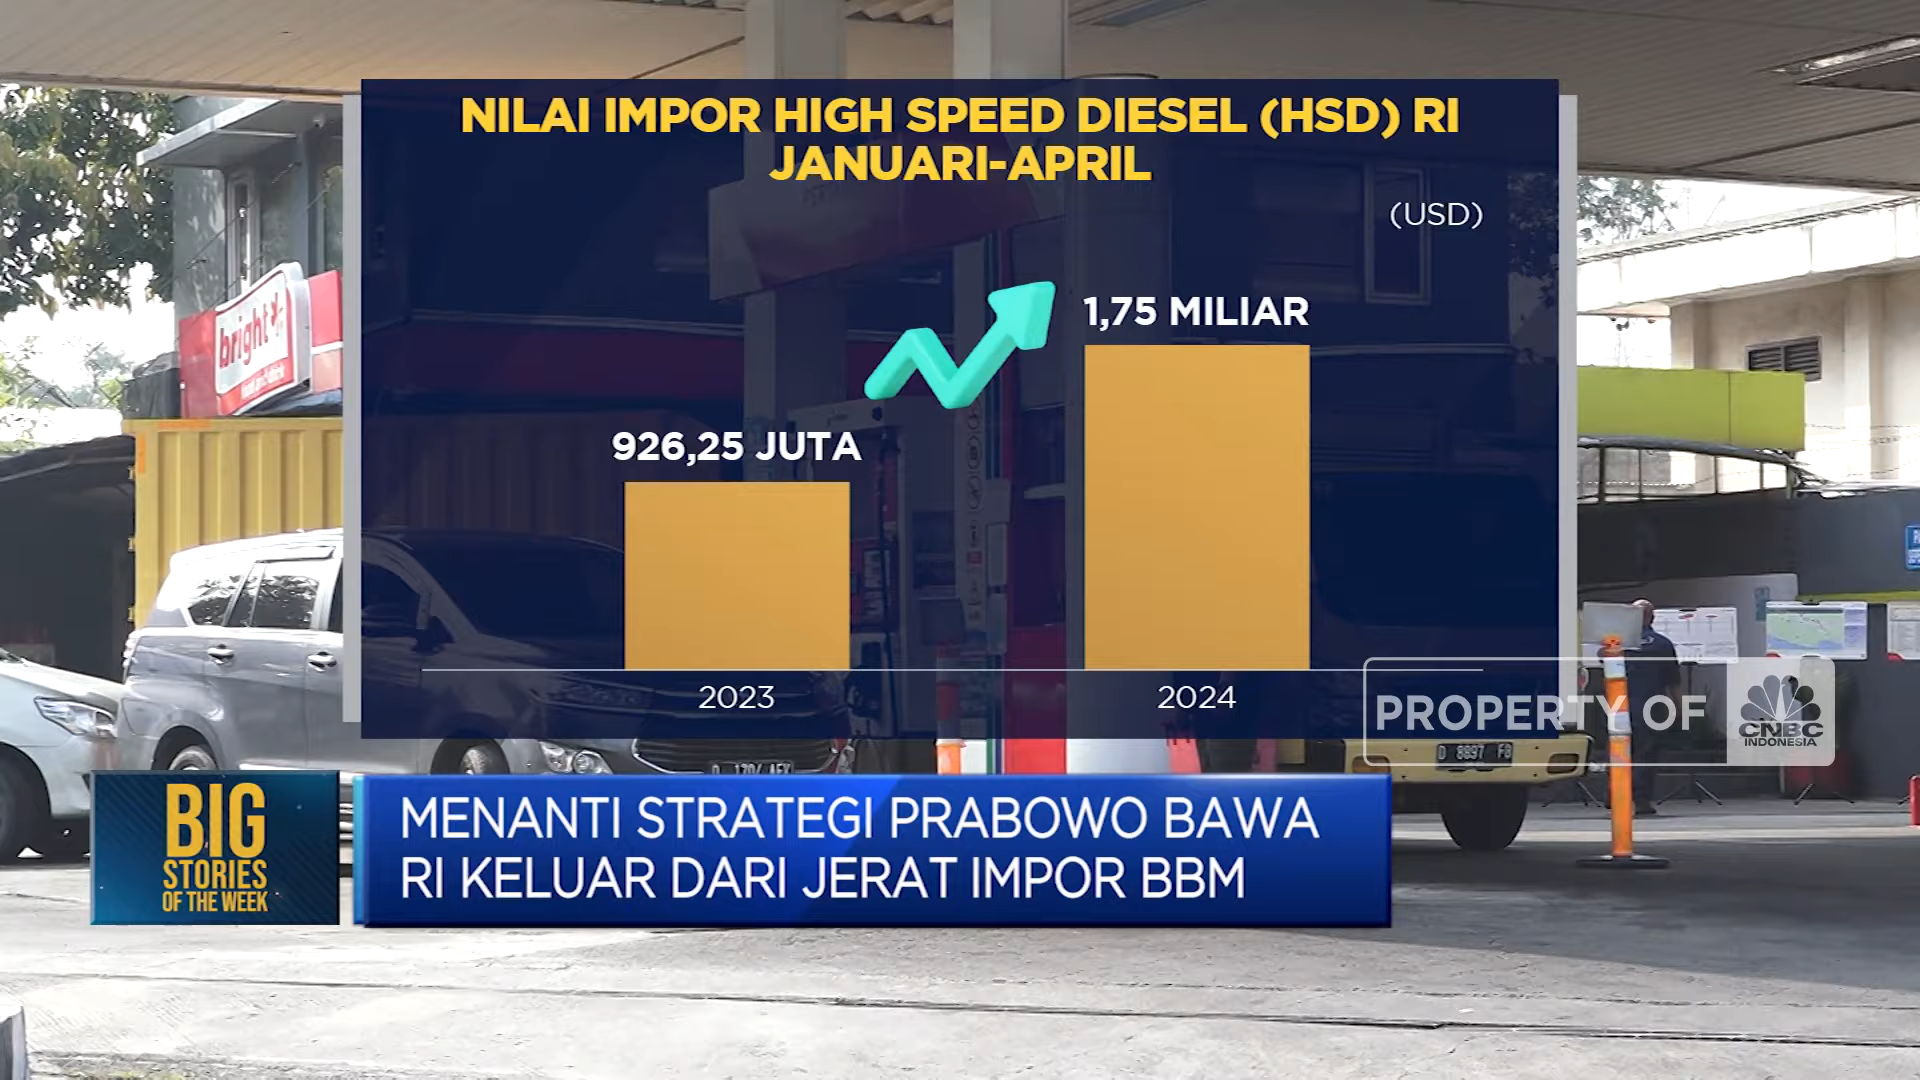 NILAI IMPOR HIGH SPEED DIESEL (HSD) RI
JANUARI-APRIL
(USD)
1,75 MILIAR
926,25 JUTA
2023
2024
bright
PROPERTY OF
CNBC
INDONESIA
D 8897 FB
BIG
STORIES
OF THE WEEK
MENANTI STRATEGI PRABOWO BAWA
RI KELUAR DARI JERAT IMPOR BBM